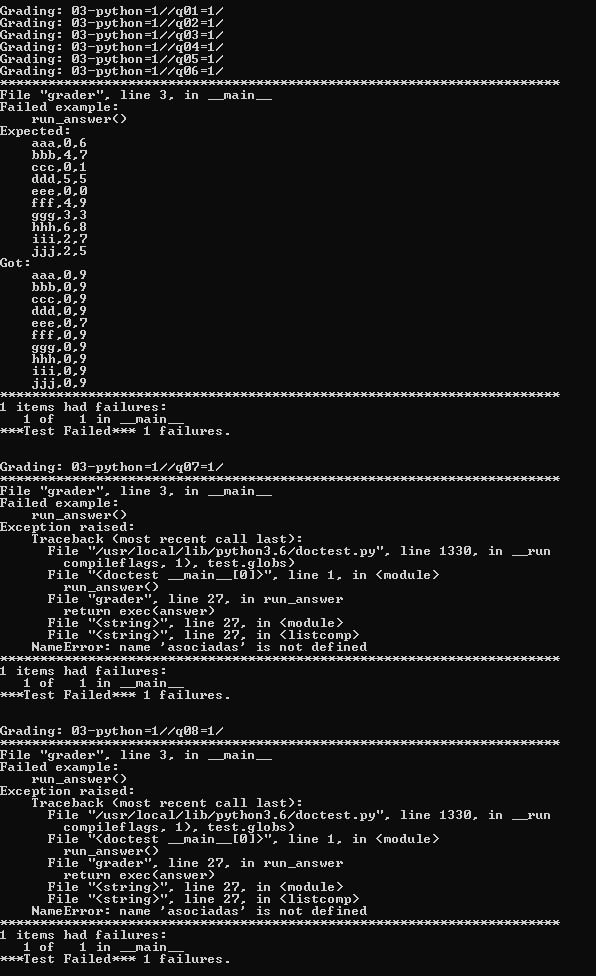 Grading: 03-python=1//q01=1/
Grading: 03-python=1//q02=1/
Grading: 03-python=1//q03=1/
Grading: 03-python=1//q04=1/
Grading: 03-python=1//q05=1/
Grading: 03-python=1//q06=1/
**********************************************************************
File "grader", line 3, in __main__
Failed example:
    run_answer()
Expected:
    aaa,0,6
    bbb,4,7
    ccc,0,1
    ddd,5,5
    eee,0,0
    fff,4,9
    ggg,3,3
    hhh,6,8
    iii,2,7
    jjj,2,5
Got:
    aaa,0,9
    bbb,0,9
    ccc,0,9
    ddd,0,9
    eee,0,7
    fff,0,9
    ggg,0,9
    hhh,0,9
    iii,0,9
    jjj,0,9
**********************************************************************
1 items had failures:
   1 of   1 in __main__
***Test Failed*** 1 failures.
Grading: 03-python=1//q07=1/
**********************************************************************
File "grader", line 3, in __main__
Failed example:
    run_answer()
Exception raised:
    Traceback (most recent call last):
      File "/usr/local/lib/python3.6/doctest.py", line 1330, in __run
        compileflags, 1), test.globs)
      File "<doctest __main__[0]>", line 1, in <module>
        run_answer()
      File "grader", line 27, in run_answer
        return exec(answer)
      File "<string>", line 27, in <module>
      File "<string>", line 27, in <listcomp>
    NameError: name 'asociadas' is not defined
**********************************************************************
1 items had failures:
   1 of   1 in __main__
***Test Failed*** 1 failures.
Grading: 03-python=1//q08=1/
**********************************************************************
File "grader", line 3, in __main__
Failed example:
    run_answer()
Exception raised:
    Traceback (most recent call last):
      File "/usr/local/lib/python3.6/doctest.py", line 1330, in __run
        compileflags, 1), test.globs)
      File "<doctest __main__[0]>", line 1, in <module>
        run_answer()
      File "grader", line 27, in run_answer
        return exec(answer)
      File "<string>", line 27, in <module>
      File "<string>", line 27, in <listcomp>
    NameError: name 'asociadas' is not defined
**********************************************************************
1 items had failures:
   1 of   1 in __main__
***Test Failed*** 1 failures.